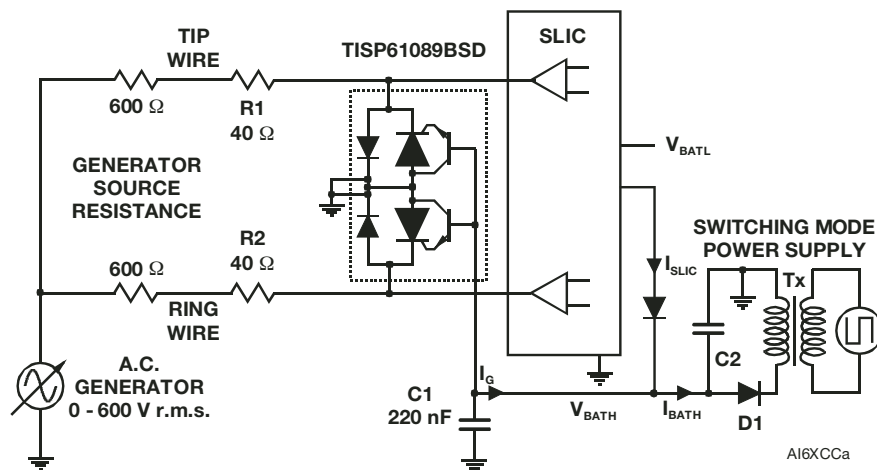 TIP
WIRE
TISP61089BSD
SLIC
600 Ω
R1
40 Ω
GENERATOR
SOURCE
RESISTANCE
V_BATL
R2
40 Ω
600 Ω
RING
WIRE
SWITCHING MODE
POWER SUPPLY
I_SLIC
Tx
C2
A.C.
GENERATOR
0 - 600 V r.m.s.
C1
220 nF
I_G
V_BATH
I_BATH
D1
AI6XCCa